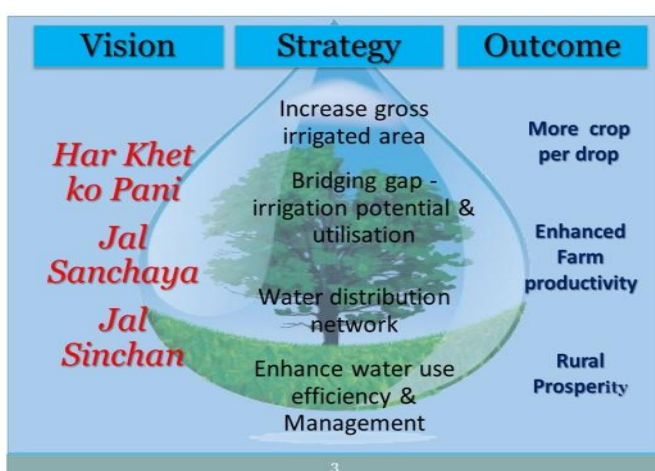 Vision
Strategy
Outcome
Har Khet
ko Pani
Jal
Sanchaya
Jal
Sinchan
Increase gross
irrigated area
Bridging gap -
irrigation potential &
utilisation
Water distribution
network
Enhance water use
efficiency &
Management
More crop
per drop
Enhanced
Farm
productivity
Rural
Prosperity
3